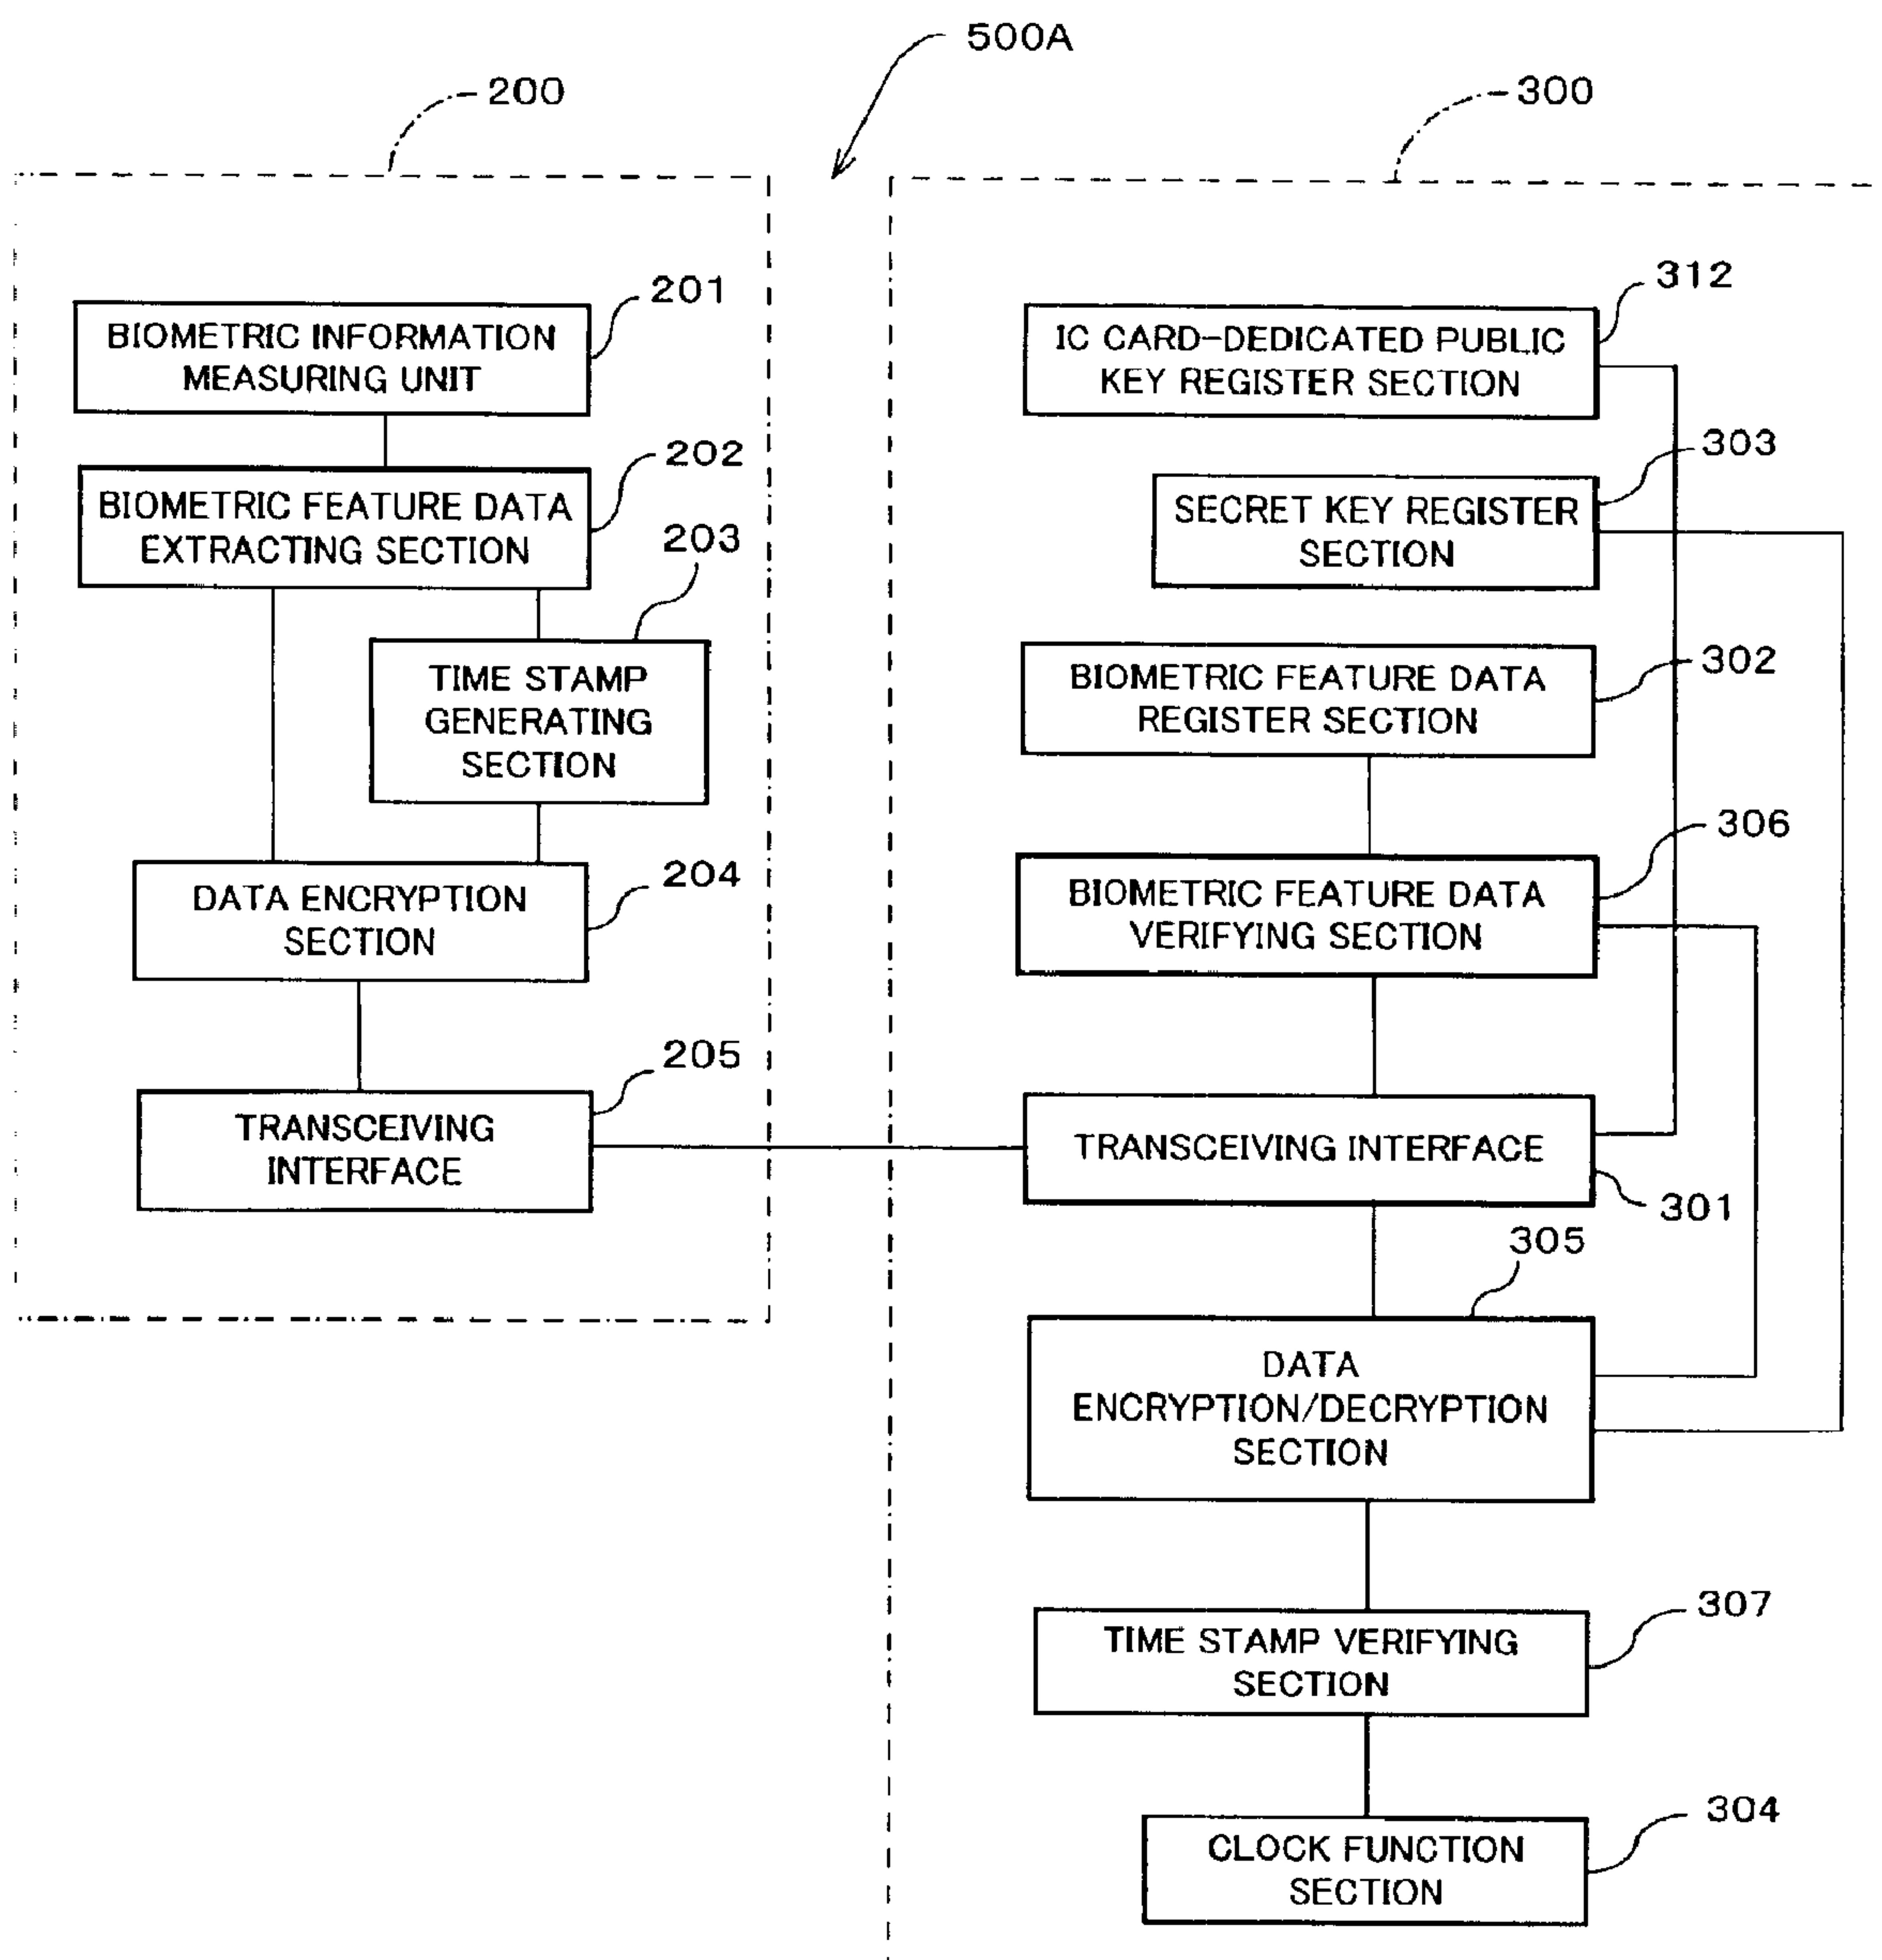 500A
200
300
201
BIOMETRIC INFORMATION
MEASURING UNIT
202
BIOMETRIC FEATURE DATA
EXTRACTING SECTION
203
TIME STAMP
GENERATING
SECTION
204
DATA ENCRYPTION
SECTION
205
TRANSCEIVING
INTERFACE
312
IC CARD-DEDICATED PUBLIC
KEY REGISTER SECTION
303
SECRET KEY REGISTER
SECTION
302
BIOMETRIC FEATURE DATA
REGISTER SECTION
306
BIOMETRIC FEATURE DATA
VERIFYING SECTION
TRANSCEIVING INTERFACE
301
305
DATA
ENCRYPTION/DECRYPTION
SECTION
307
TIME STAMP VERIFYING
SECTION
304
CLOCK FUNCTION
SECTION